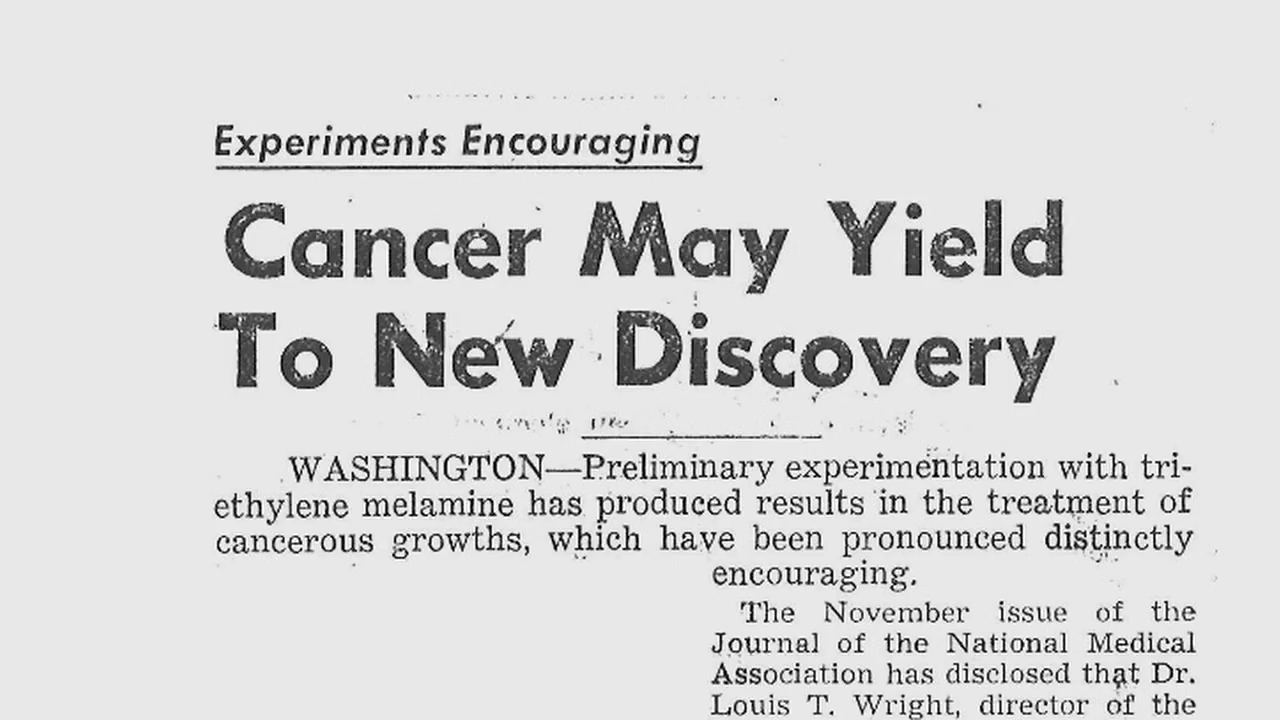 Experiments Encouraging
Cancer May Yield
To New Discovery
WASHINGTON—Preliminary experimentation with tri-
ethylene melamine has produced results in the treatment of
cancerous growths, which have been pronounced distinctly
encouraging.
The November issue of the
Journal of the National Medical
Association has disclosed that Dr.
Louis T. Wright, director of the